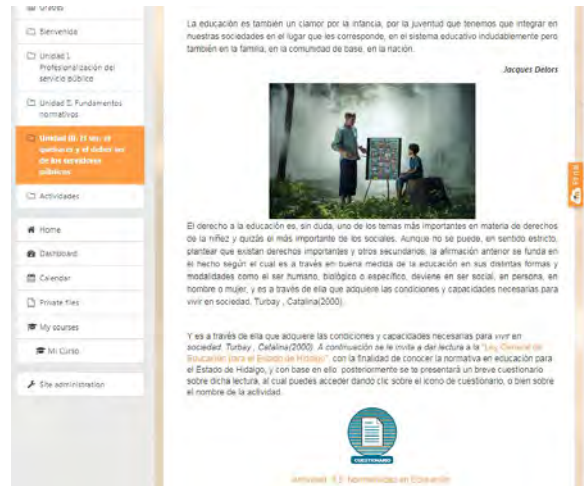 Bienvenida
Unidad I.
Profesionalización del
servicio público
Unidad II. Fundamentos
normativos
Unidad III. El ser, el
quehacer y el deber ser
de los servidores
públicos
Actividades
Home
Dashboard
Calendar
Private files
My courses
Mi Curso
Site administration
La educación es también un clamor por la infancia, por la juventud que tenemos que integrar en
nuestras sociedades en el lugar que les corresponde, en el sistema educativo indudablemente pero
también en la familia, en la comunidad de base, en la nación.
Jacques Delors
El derecho a la educación es, sin duda, uno de los temas más importantes en materia de derechos
de la niñez y quizás el más importante de los sociales. Aunque no se puede, en sentido estricto,
plantear que existan derechos importantes y otros secundarios, la afirmación anterior se funda en
el hecho según el cual es a través en buena medida de la educación en sus distintas formas y
modalidades como el ser humano, biológico o específico, deviene en ser social, en persona, en
hombre o mujer, y es a través de ella que adquiere las condiciones y capacidades necesarias para
vivir en sociedad. Turbay , Catalina(2000).
Y es a través de ella que adquiere las condiciones y capacidades necesarias para vivir en
sociedad. Turbay , Catalina(2000). A continuación se le invita a dar lectura a la "Ley General de
Educación para el Estado de Hidalgo", con la finalidad de conocer la normativa en educación para
el Estado de Hidalgo, y con base en ello posteriormente se te presentará un breve cuestionario
sobre dicha lectura, al cual puedes acceder dando clic sobre el icono de cuestionario, o bien sobre
el nombre de la actividad.
CUESTIONARIO
Normatividad en Educación